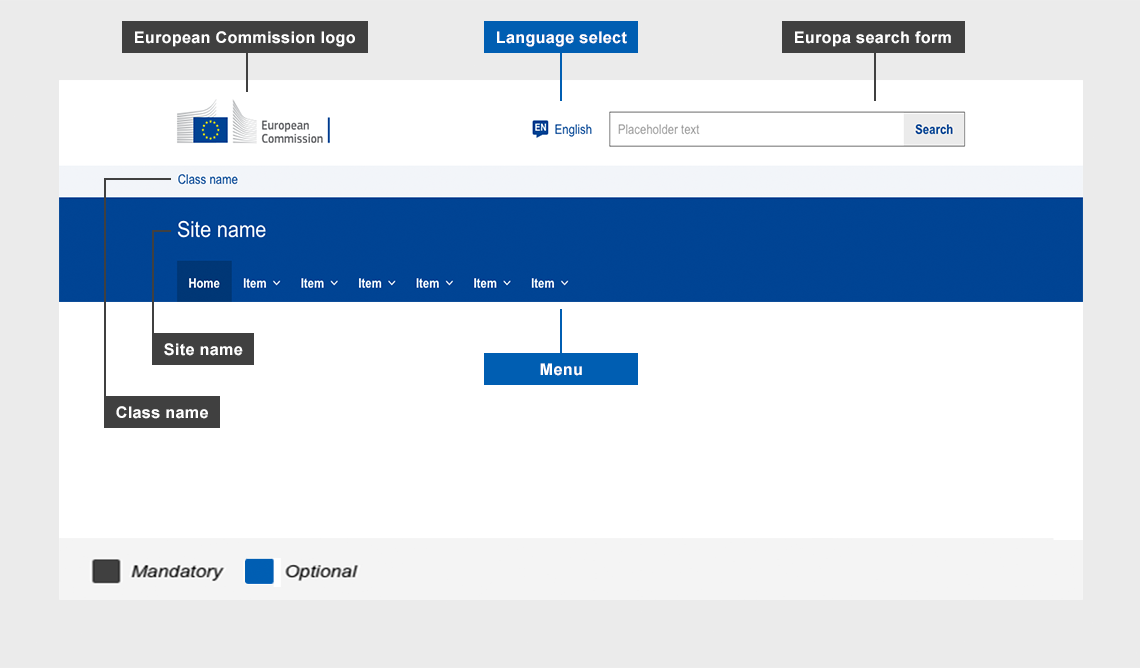 European Commission logo
Language select
Europa search form
European
Commission
EN English
Placeholder text
Search
Class name
Site name
Home Item Item Item Item Item Item
Site name
Menu
Class name
Mandatory Optional